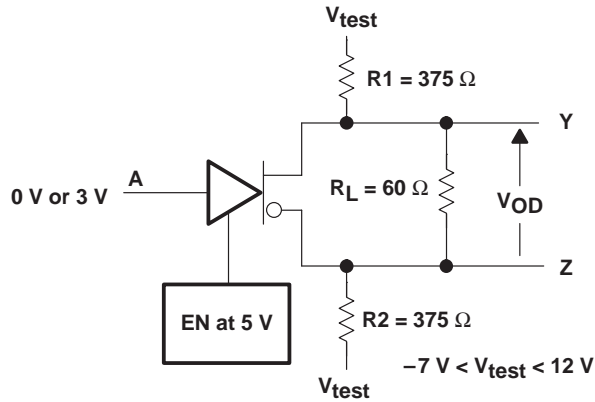 Vtest
R1 = 375 Ω
Y
A
0 V or 3 V
RL = 60 Ω
VOD
Z
EN at 5 V
R2 = 375 Ω
−7 V < Vtest < 12 V
Vtest